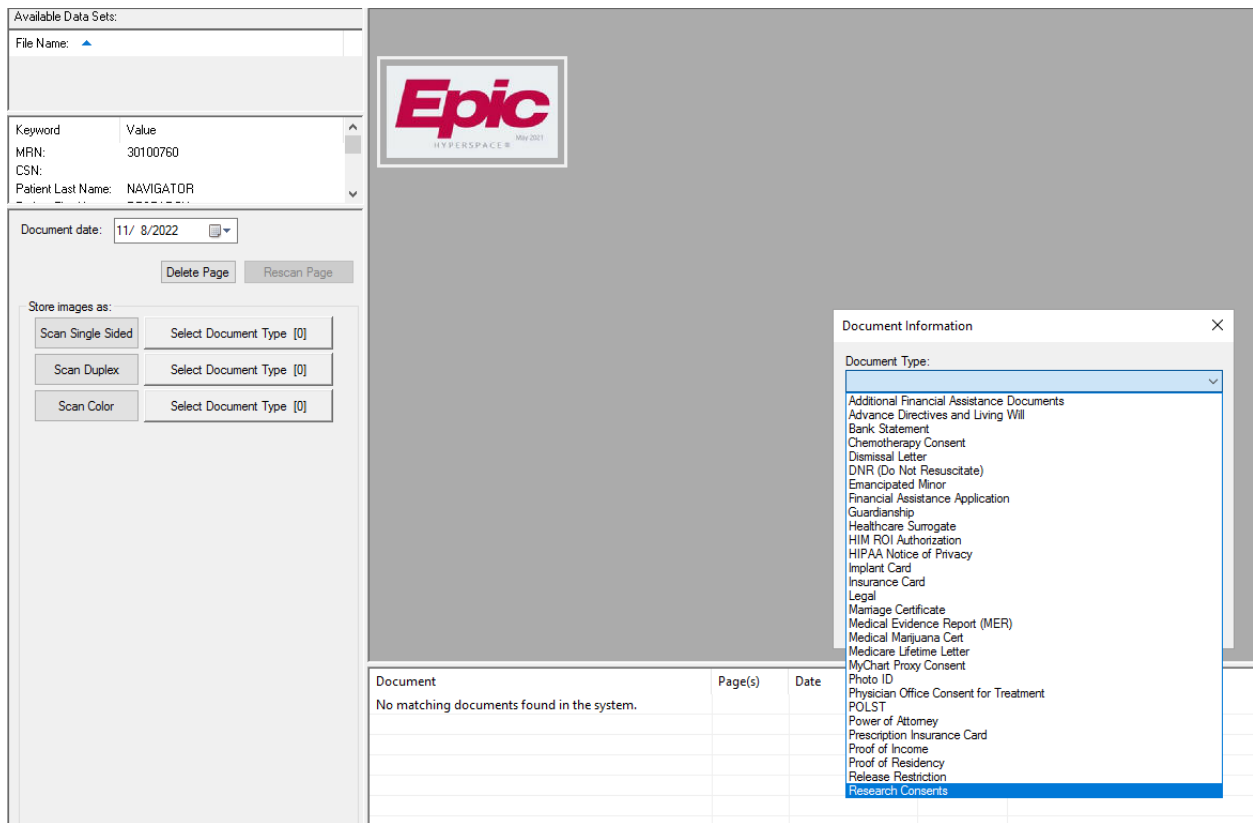 Available Data Sets:
File Name:
Keyword Value
MRN: 30100760
CSN:
Patient Last Name: NAVIGATOR
Document date: 11/ 8/2022
Delete Page Rescan Page
Store images as:
Scan Single Sided Select Document Type [0]
Scan Duplex Select Document Type [0]
Scan Color Select Document Type [0]
Epic
May 2021
HYPERSPACE®
Document Information
Document Type:
Additional Financial Assistance Documents
Advance Directives and Living Will
Bank Statement
Chemotherapy Consent
Dismissal Letter
DNR (Do Not Resuscitate)
Emancipated Minor
Financial Assistance Application
Guardianship
Healthcare Surrogate
HIM ROI Authorization
HIPAA Notice of Privacy
Implant Card
Insurance Card
Legal
Marriage Certificate
Medical Evidence Report (MER)
Medical Marijuana Cert
Medicare Lifetime Letter
MyChart Proxy Consent
Photo ID
Physician Office Consent for Treatment
POLST
Power of Attorney
Prescription Insurance Card
Proof of Income
Proof of Residency
Release Restriction
Research Consents
Document Page(s) Date
No matching documents found in the system.